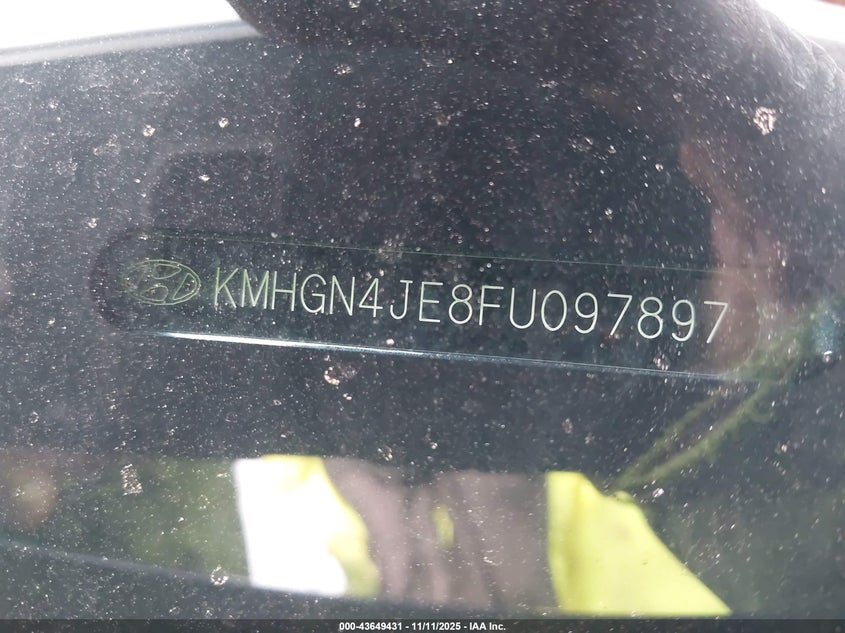 KMHGN4JE8FU097897
000-43649431 - 11/11/2025 - IAA Inc.